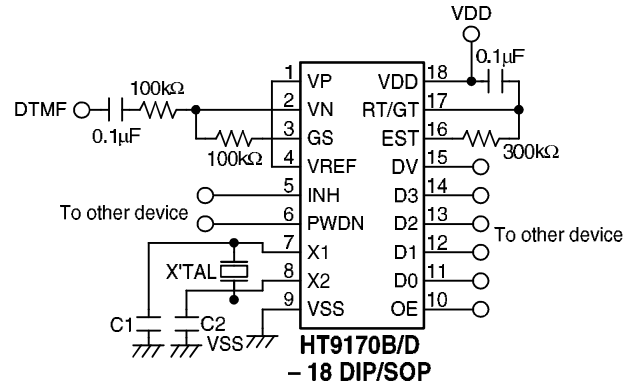 VDD
0.1µF
1 VP VDD 18
100kΩ
DTMF
0.1µF
2 VN RT/GT 17
3 GS EST 16
100kΩ
300kΩ
4 VREF DV 15
5 INH D3 14
To other device
6 PWDN D2 13
To other device
7 X1 D1 12
X'TAL
8 X2 D0 11
9 VSS OE 10
C1
C2
VSS
HT9170B/D
– 18 DIP/SOP